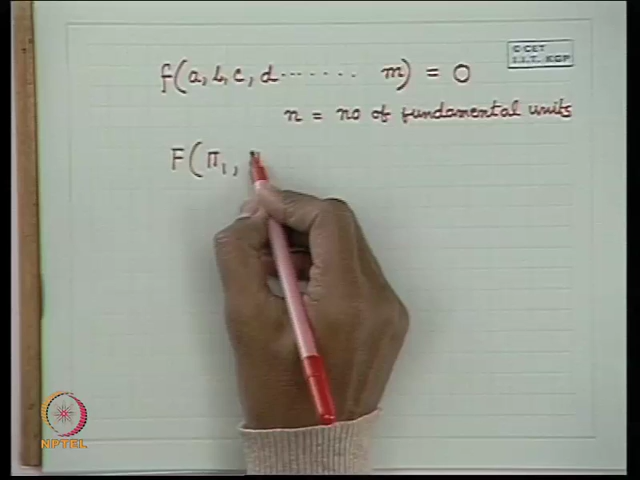 f(a, b, c, d ....... m) = 0
© CET
I.I.T. KGP
n = no of fundamental units
F(π₁,
NPTEL